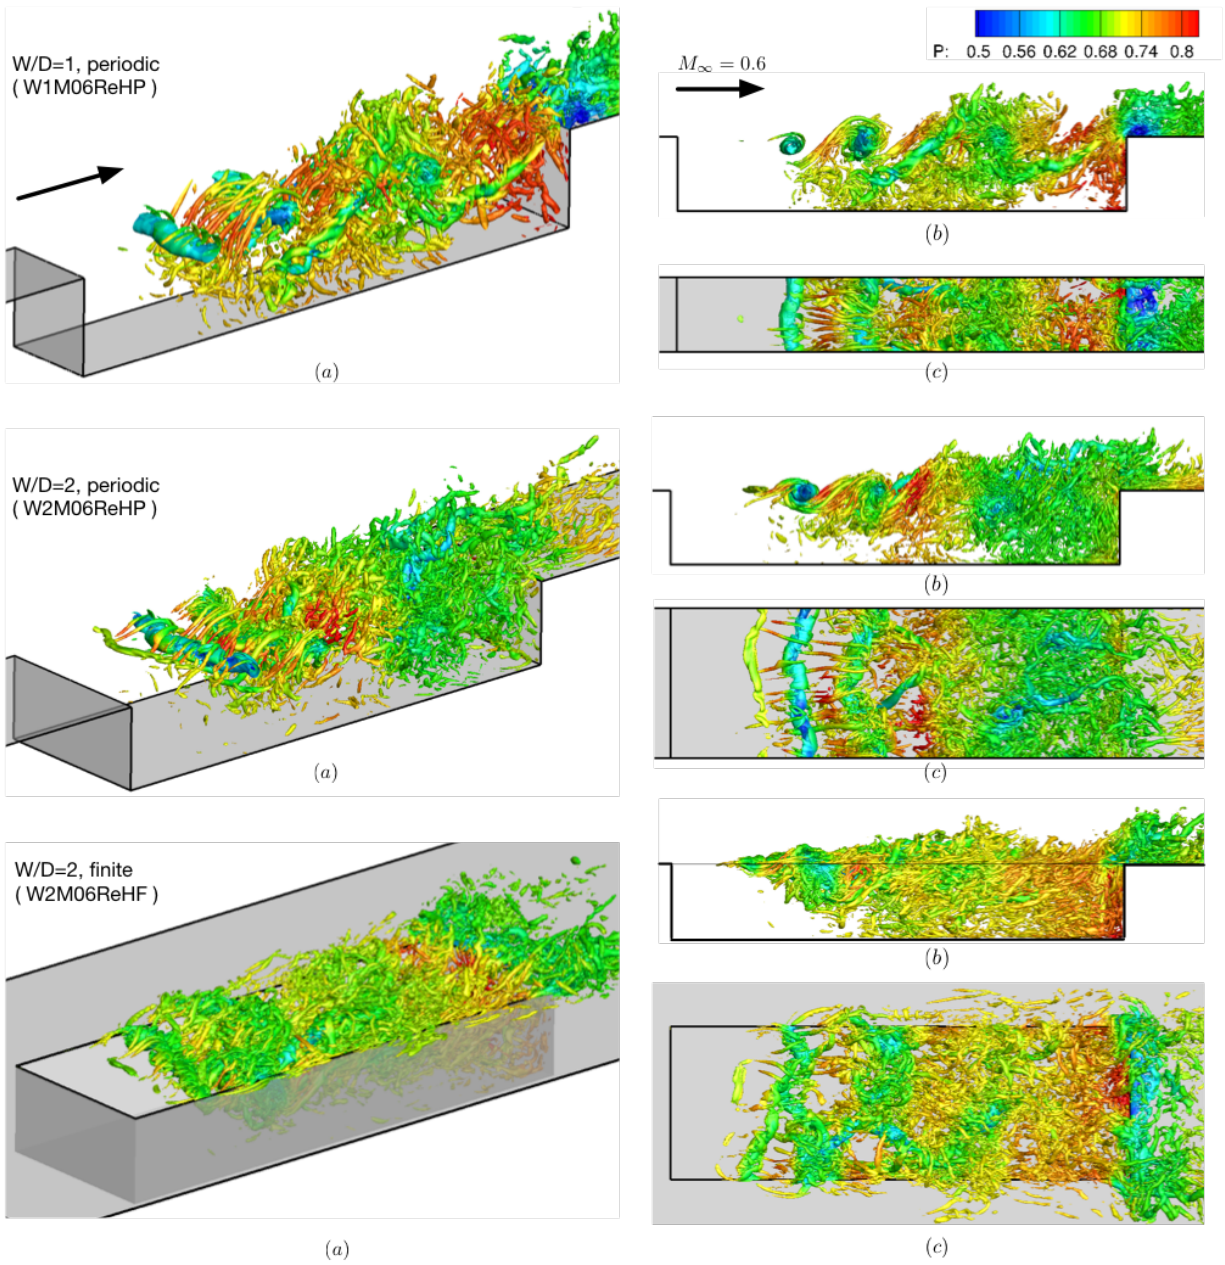 W/D=1, periodic
( W1M06ReHP )
(a)
P: 0.5 0.56 0.62 0.68 0.74 0.8
M∞ = 0.6
(b)
(c)
W/D=2, periodic
( W2M06ReHP )
(a)
(b)
(c)
W/D=2, finite
( W2M06ReHF )
(a)
(b)
(c)